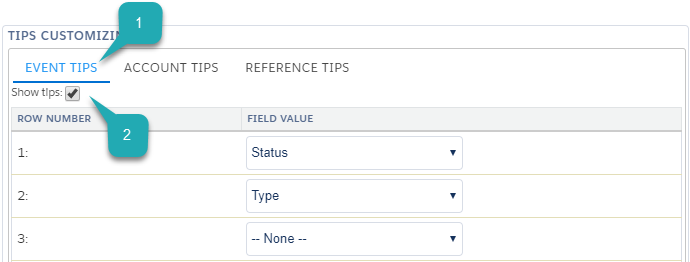 1
TIPS CUSTOMIZIN
EVENT TIPS ACCOUNT TIPS REFERENCE TIPS
Show tips:
2
ROW NUMBER FIELD VALUE
1: Status
2: Type
3: -- None --